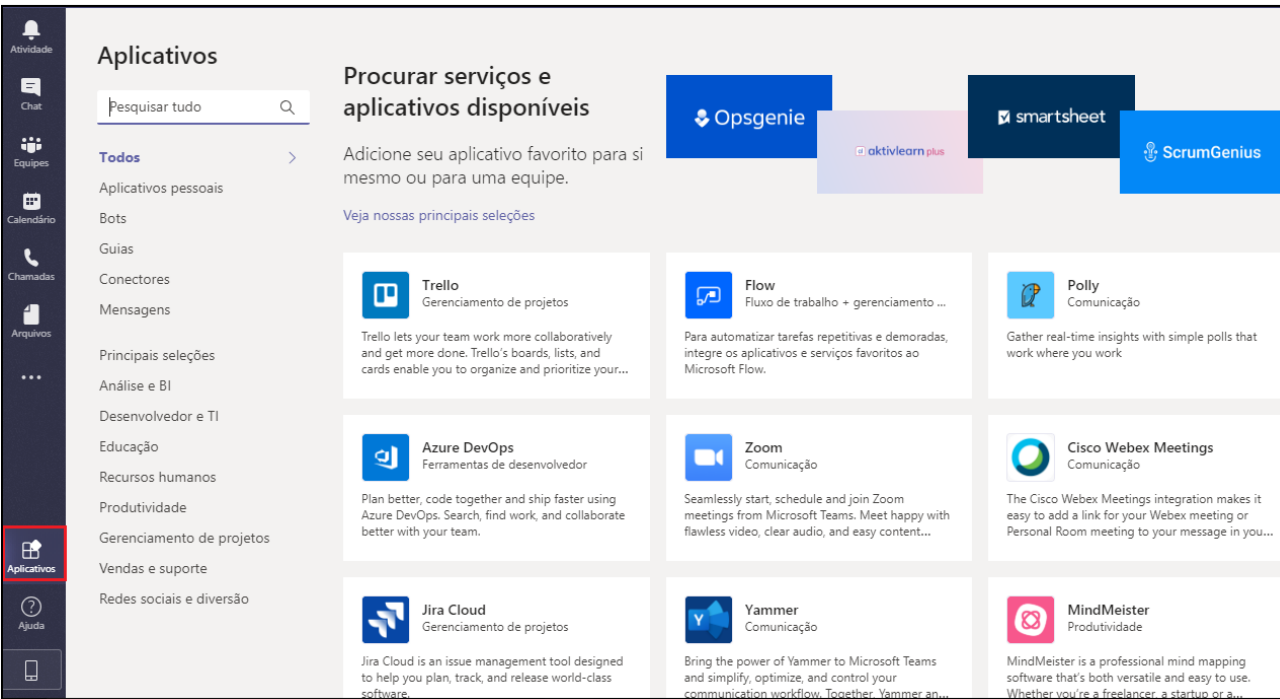 Atividade
Chat
Equipes
Calendário
Chamadas
Arquivos
Aplicativos
Ajuda
Aplicativos
Pesquisar tudo
Todos
Aplicativos pessoais
Bots
Guias
Conectores
Mensagens
Principais seleções
Análise e BI
Desenvolvedor e TI
Educação
Recursos humanos
Produtividade
Gerenciamento de projetos
Vendas e suporte
Redes sociais e diversão
Procurar serviços e
aplicativos disponíveis
Adicione seu aplicativo favorito para si
mesmo ou para uma equipe.
Veja nossas principais seleções
Opsgenie
aktivlearn plus
smartsheet
ScrumGenius
Trello
Gerenciamento de projetos
Trello lets your team work more collaboratively
and get more done. Trello's boards, lists, and
cards enable you to organize and prioritize your...
Flow
Fluxo de trabalho + gerenciamento ...
Para automatizar tarefas repetitivas e demoradas,
integre os aplicativos e serviços favoritos ao
Microsoft Flow.
Polly
Comunicação
Gather real-time insights with simple polls that
work where you work
Azure DevOps
Ferramentas de desenvolvedor
Plan better, code together and ship faster using
Azure DevOps. Search, find work, and collaborate
better with your team.
Zoom
Comunicação
Seamlessly start, schedule and join Zoom
meetings from Microsoft Teams. Meet happy with
flawless video, clear audio, and easy content...
Cisco Webex Meetings
Comunicação
The Cisco Webex Meetings integration makes it
easy to add a link for your Webex meeting or
Personal Room meeting to your message in you...
Jira Cloud
Gerenciamento de projetos
Jira Cloud is an issue management tool designed
to help you plan, track, and release world-class
software.
Yammer
Comunicação
Bring the power of Yammer to Microsoft Teams
and simplify, optimize, and control your
communication workflow. Together, Yammer an...
MindMeister
Produtividade
MindMeister is a professional mind mapping
software that's both versatile and easy to use.
Whether you're a freelancer, a startup or a...